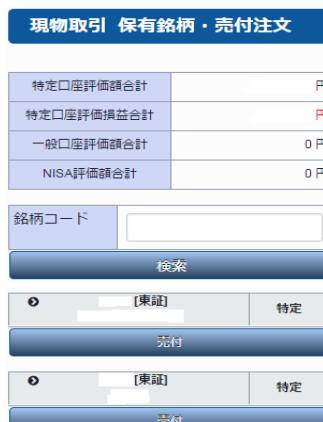 現物取引 保有銘柄・売付注文
特定口座評価額合計 円
特定口座評価損益合計 円
一般口座評価額合計 0 円
NISA評価額合計 0 円
銘柄コード
検索
[東証] 特定
売付
[東証] 特定
売付